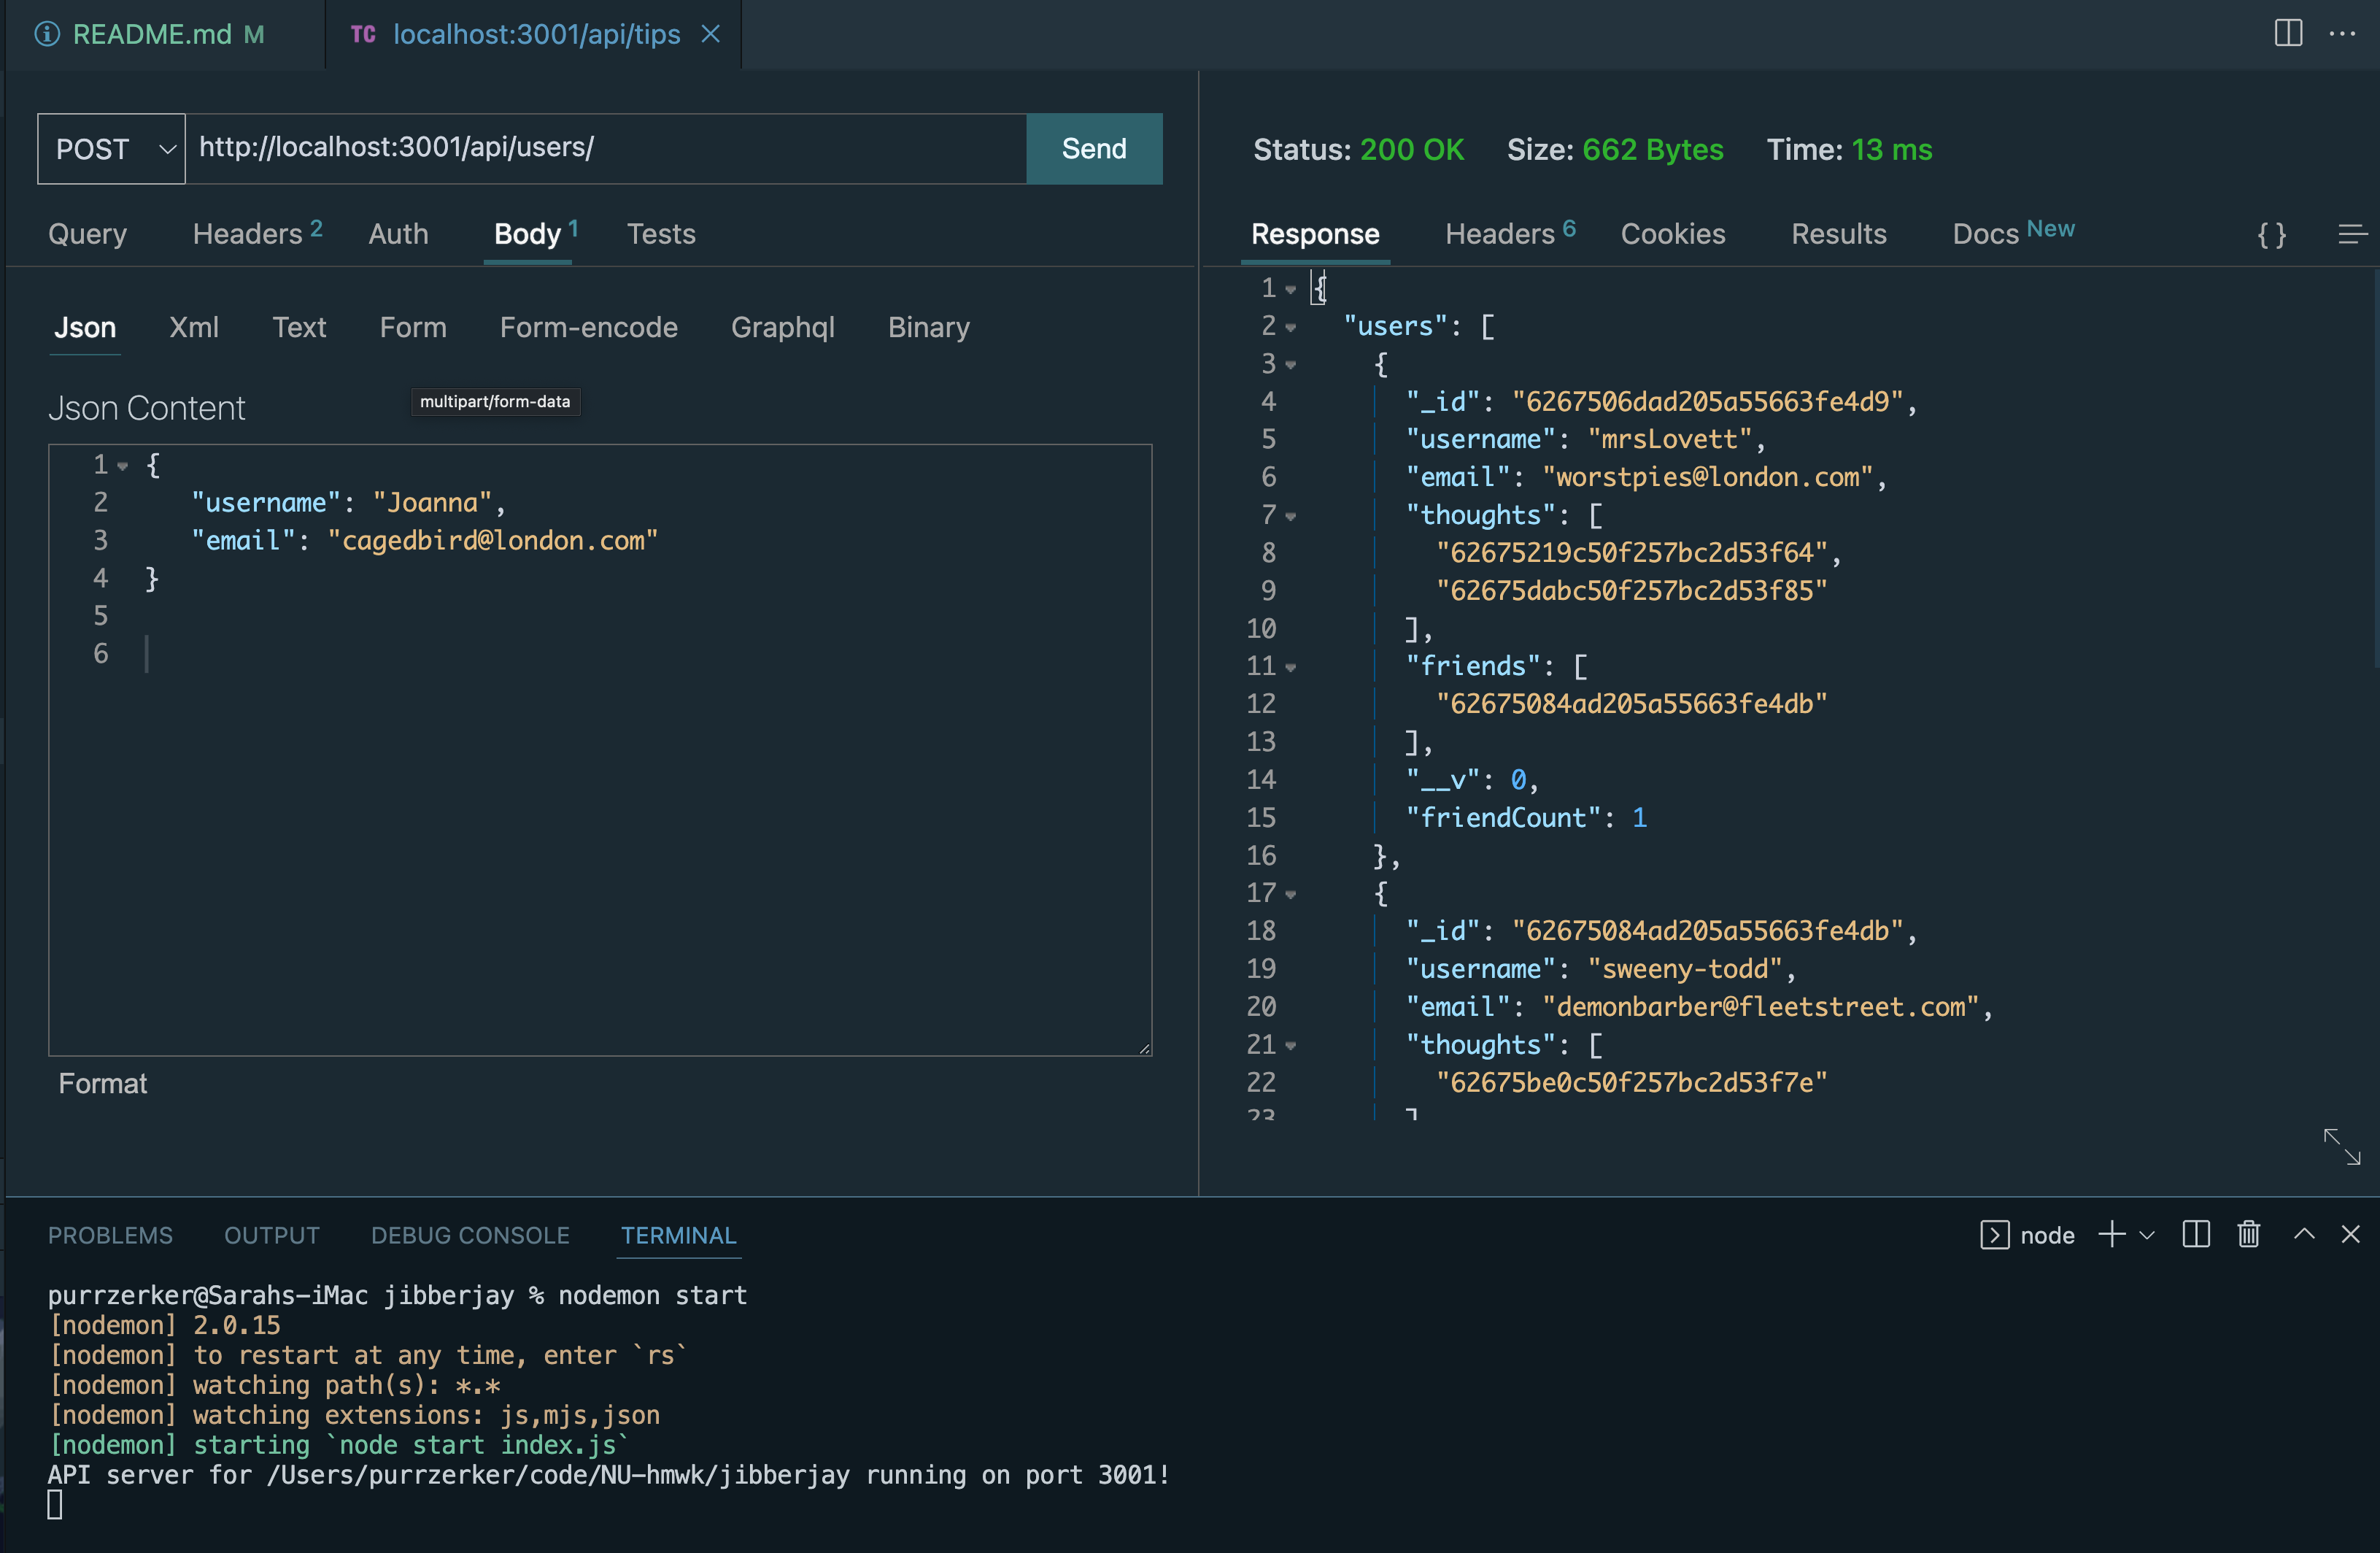 README.md M
TC localhost:3001/api/tips
POST http://localhost:3001/api/users/ Send
Query Headers 2 Auth Body 1 Tests
Json Xml Text Form Form-encode Graphql Binary
Json Content
multipart/form-data
1 {
2 "username": "Joanna",
3 "email": "cagedbird@london.com"
4 }
5
6
Format
Status: 200 OK Size: 662 Bytes Time: 13 ms
Response Headers 6 Cookies Results Docs New {}
1 {
2 "users": [
3 {
4 "_id": "6267506dad205a55663fe4d9",
5 "username": "mrsLovett",
6 "email": "worstpies@london.com",
7 "thoughts": [
8 "62675219c50f257bc2d53f64",
9 "62675dabc50f257bc2d53f85"
10 ],
11 "friends": [
12 "62675084ad205a55663fe4db"
13 ],
14 "__v": 0,
15 "friendCount": 1
16 },
17 {
18 "_id": "62675084ad205a55663fe4db",
19 "username": "sweeny-todd",
20 "email": "demonbarber@fleetstreet.com",
21 "thoughts": [
22 "62675be0c50f257bc2d53f7e"
23 ]
PROBLEMS OUTPUT DEBUG CONSOLE TERMINAL
node
purrzerker@Sarahs-iMac jibberjay % nodemon start
[nodemon] 2.0.15
[nodemon] to restart at any time, enter `rs`
[nodemon] watching path(s): *.*
[nodemon] watching extensions: js,mjs,json
[nodemon] starting `node start index.js`
API server for /Users/purrzerker/code/NU-hmwk/jibberjay running on port 3001!